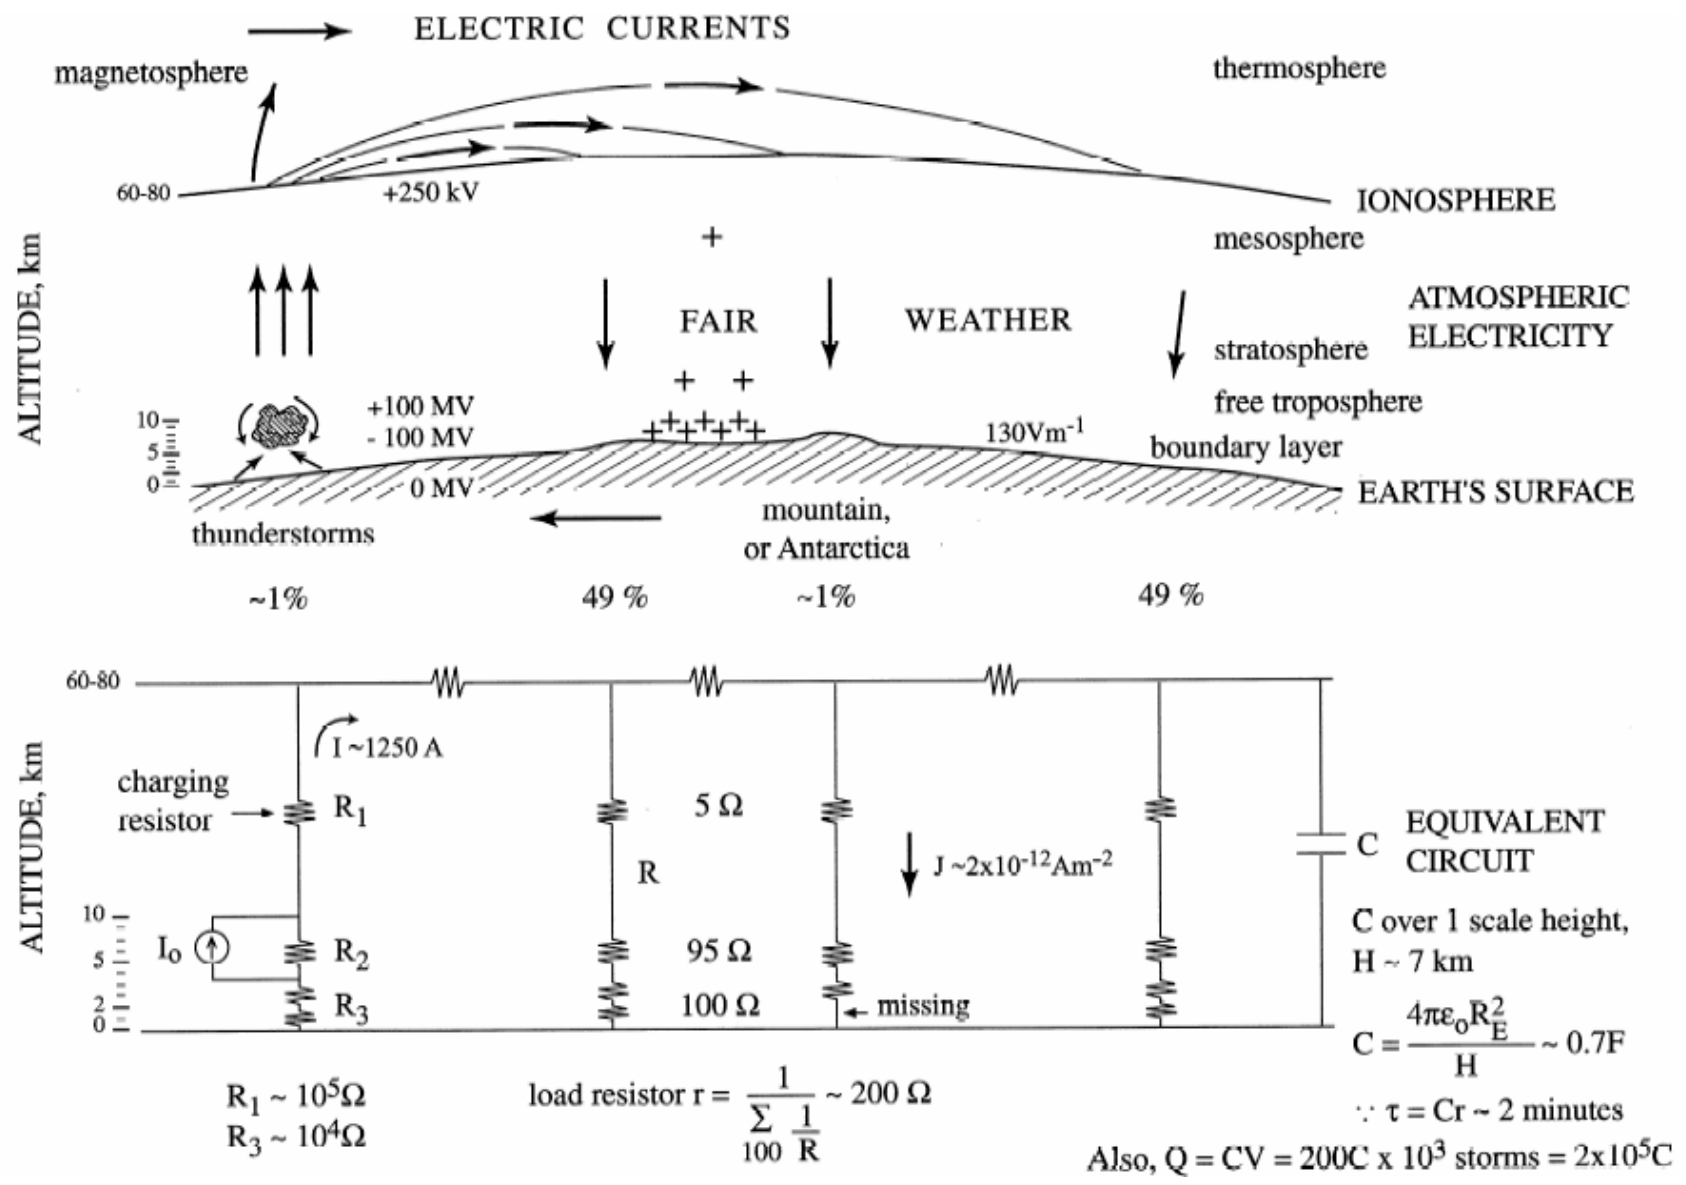 ELECTRIC CURRENTS
magnetosphere
thermosphere
60-80
+250 kV
IONOSPHERE
+
mesosphere
ALTITUDE, km
FAIR WEATHER
ATMOSPHERIC
ELECTRICITY
stratosphere
+ +
free troposphere
+100 MV
- 100 MV
10
5
0
+ + +
+ + + +
130Vm⁻¹
boundary layer
0 MV
EARTH'S SURFACE
thunderstorms
mountain,
or Antarctica
~1% 49 % ~1% 49 %
60-80
I ~1250 A
charging
resistor
R₁
5 Ω
R
J ~2x10⁻¹²Am⁻²
C
EQUIVALENT
CIRCUIT
ALTITUDE, km
10
5
2
0
I₀
R₂
95 Ω
R₃
100 Ω
missing
C over 1 scale height,
H ~ 7 km
C = 4πε₀R_E² / H ~ 0.7F
R₁ ~ 10⁵Ω
R₃ ~ 10⁴Ω
load resistor r = 1 / Σ₁₀₀ 1/R ~ 200 Ω
∵ τ = Cr ~ 2 minutes
Also, Q = CV = 200C x 10³ storms = 2x10⁵C